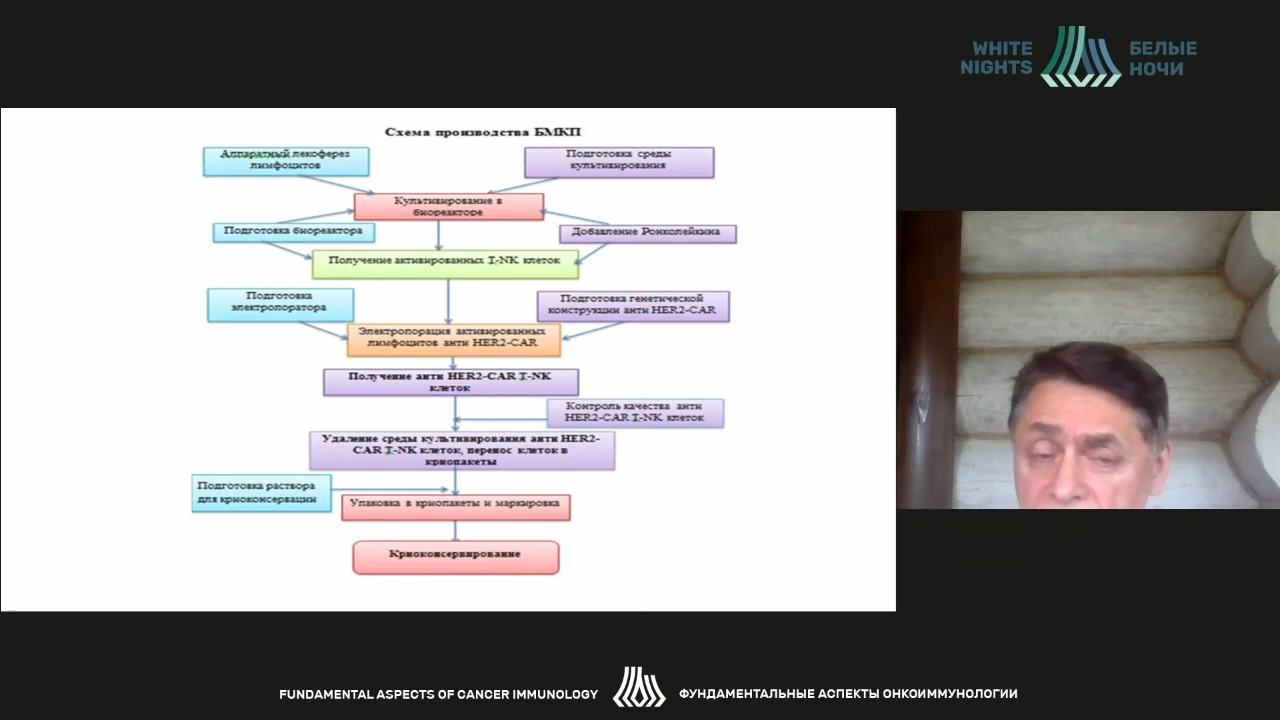 WHITE
NIGHTS
БЕЛЫЕ
НОЧИ
Схема производства БМКП
Аппаратный лекоферез
лимфоцитов
Подготовка среды
культивирования
Культивирование в
биореакторе
Подготовка биореактора
Добавление Ронколейкина
Получение активированных T-NK клеток
Подготовка
электропоратора
Подготовка генетической
конструкции анти HER2-CAR
Электропорация активированных
лимфоцитов анти HER2-CAR
Получение анти HER2-CAR T-NK
клеток
Контроль качества анти
HER2-CAR T-NK клеток
Удаление среды культивирования анти HER2-
CAR T-NK клеток, перенос клеток в
криопакеты
Подготовка раствора
для криоконсервации
Упаковка в криопакеты и маркировка
Криоконсервирование
FUNDAMENTAL ASPECTS OF CANCER IMMUNOLOGY
ФУНДАМЕНТАЛЬНЫЕ АСПЕКТЫ ОНКОИММУНОЛОГИИ